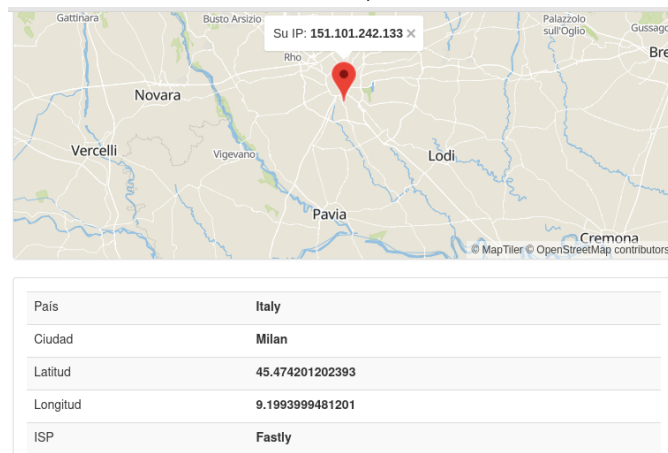 Gattinara
Busto Arsizio
Palazzolo
sull'Oglio
Gussago
Su IP: 151.101.242.133 ×
Rho
Bre
Novara
Vercelli
Vigevano
Lodi
Pavia
Cremona
© MapTiler © OpenStreetMap contributors
País Italy
Ciudad Milan
Latitud 45.474201202393
Longitud 9.1993999481201
ISP Fastly